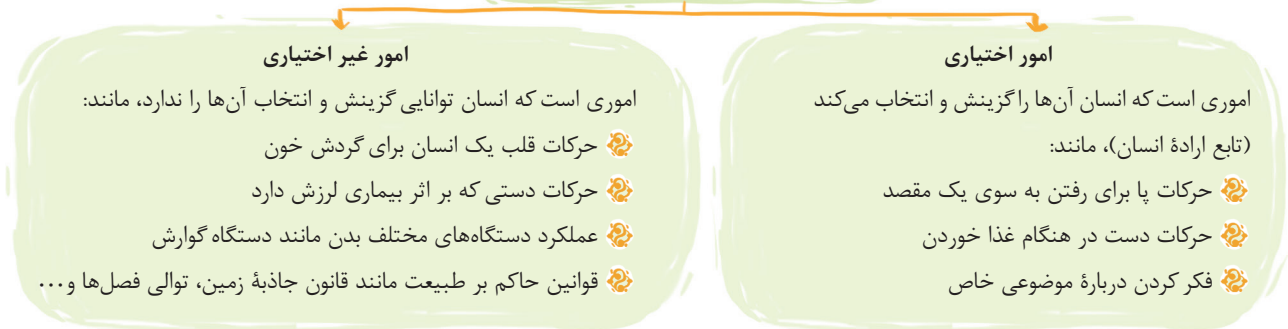 امور اختیاری
اموری است که انسان آن‌ها را گزینش و انتخاب می‌کند
(تابع ارادهٔ انسان)، مانند:
حرکات پا برای رفتن به سوی یک مقصد
حرکات دست در هنگام غذا خوردن
فکر کردن دربارهٔ موضوعی خاص
امور غیر اختیاری
اموری است که انسان توانایی گزینش و انتخاب آن‌ها را ندارد، مانند:
حرکات قلب یک انسان برای گردش خون
حرکات دستی که بر اثر بیماری لرزش دارد
عملکرد دستگاه‌های مختلف بدن مانند دستگاه گوارش
قوانین حاکم بر طبیعت مانند قانون جاذبهٔ زمین، توالی فصل‌ها و...